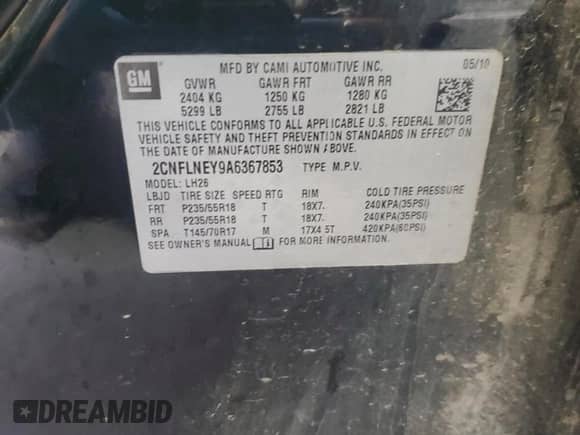 GM
MFD BY CAMI AUTOMOTIVE INC. 05/10
GVWR GAWR FRT GAWR RR
2404 KG 1250 KG 1280 KG
5299 LB 2755 LB 2821 LB
THIS VEHICLE CONFORMS TO ALL APPLICABLE U.S. FEDERAL MOTOR
VEHICLE SAFETY AND THEFT PREVENTION STANDARDS IN EFFECT ON
THE DATE OF MANUFACTURE SHOWN ABOVE.
2CNFLNEY9A6367853 TYPE M.P.V.
MODEL: LH26
LBJD TIRE SIZE SPEED RTG RIM COLD TIRE PRESSURE
FRT P235/55R18 T 18X7. 240KPA(35PSI)
RR P235/55R18 T 18X7. 240KPA(35PSI)
SPA T145/70R17 M 17X4.5T 420KPA(60PSI)
SEE OWNER'S MANUAL FOR MORE INFORMATION.
DREAMBID